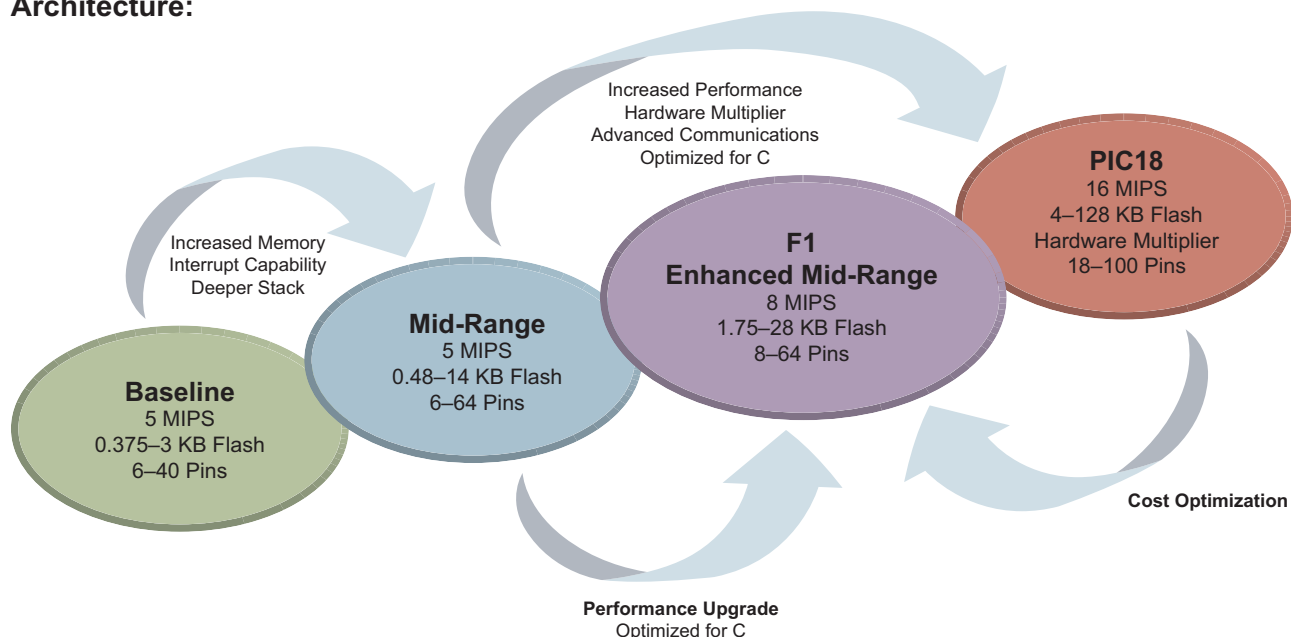 Architecture:
Increased Performance
Hardware Multiplier
Advanced Communications
Optimized for C
PIC18
16 MIPS
4–128 KB Flash
Hardware Multiplier
18–100 Pins
Increased Memory
Interrupt Capability
Deeper Stack
F1
Enhanced Mid-Range
8 MIPS
1.75–28 KB Flash
8–64 Pins
Mid-Range
5 MIPS
0.48–14 KB Flash
6–64 Pins
Baseline
5 MIPS
0.375–3 KB Flash
6–40 Pins
Cost Optimization
Performance Upgrade
Optimized for C